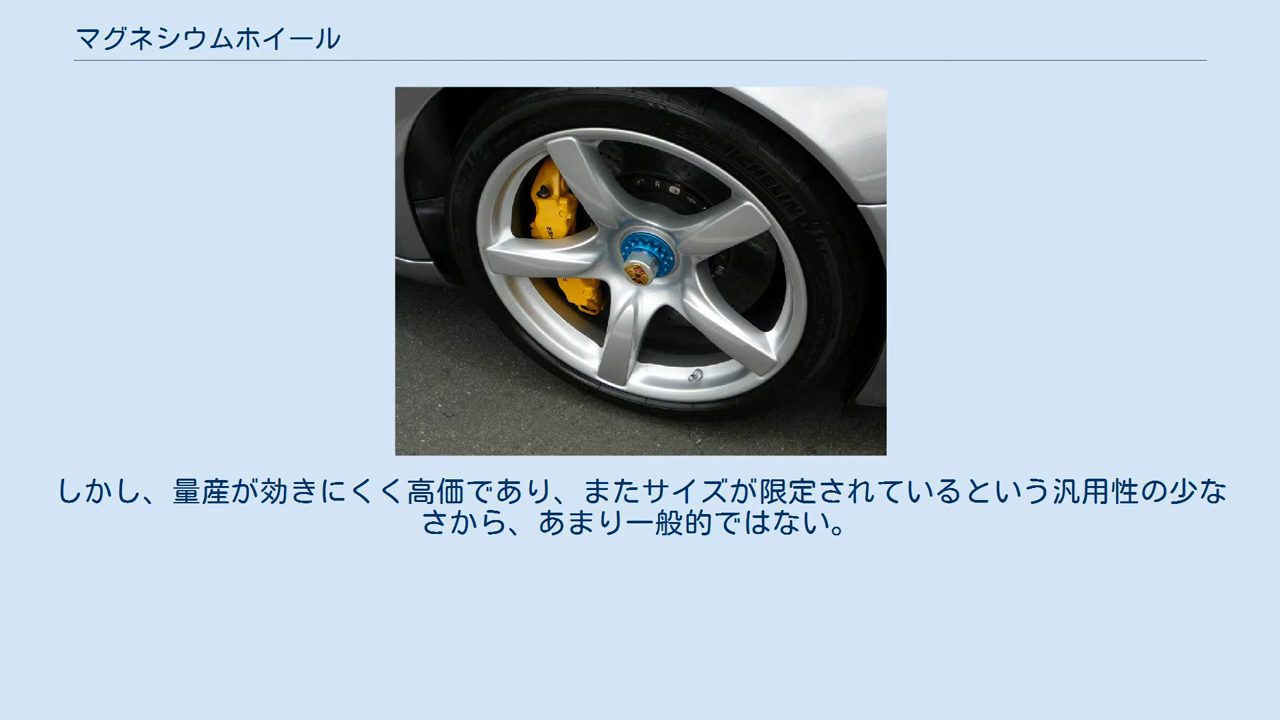 マグネシウムホイール
MICHELIN
しかし、量産が効きにくく高価であり、またサイズが限定されているという汎用性の少な
さから、あまり一般的ではない。